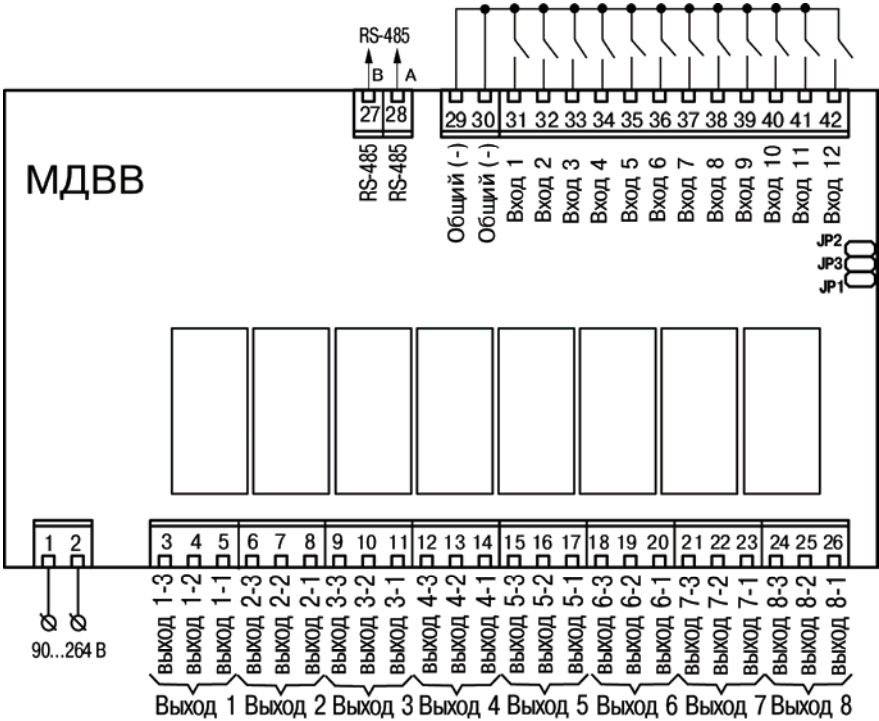 RS-485
B A
27 28 29 30 31 32 33 34 35 36 37 38 39 40 41 42
RS-485
RS-485
Общий (-)
Общий (-)
Вход 1
Вход 2
Вход 3
Вход 4
Вход 5
Вход 6
Вход 7
Вход 8
Вход 9
Вход 10
Вход 11
Вход 12
МДВВ
JP2
JP3
JP1
1 2 3 4 5 6 7 8 9 10 11 12 13 14 15 16 17 18 19 20 21 22 23 24 25 26
90...264 В
выход 1-3
выход 1-2
выход 1-1
выход 2-3
выход 2-2
выход 2-1
выход 3-3
выход 3-2
выход 3-1
выход 4-3
выход 4-2
выход 4-1
выход 5-3
выход 5-2
выход 5-1
выход 6-3
выход 6-2
выход 6-1
выход 7-3
выход 7-2
выход 7-1
выход 8-3
выход 8-2
выход 8-1
Выход 1 Выход 2 Выход 3 Выход 4 Выход 5 Выход 6 Выход 7 Выход 8